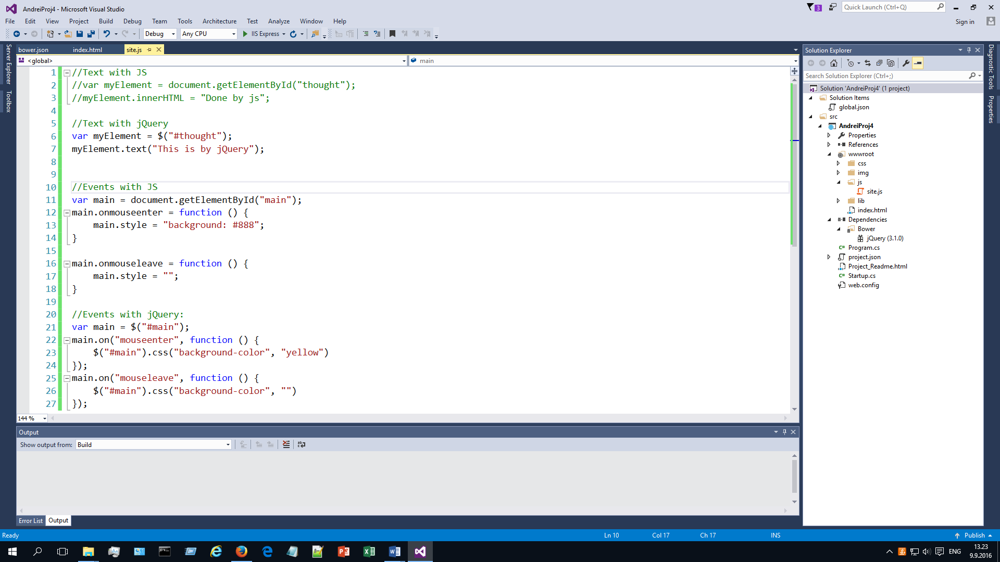 AndreiProj4 - Microsoft Visual Studio
3
Quick Launch (Ctrl+Q)
File Edit View Project Build Debug Team Tools Architecture Test Analyze Window Help
Sign in
Debug Any CPU IIS Express
Server Explorer
Toolbox
bower.json index.html site.js
<global> main
1 //Text with JS
2 //var myElement = document.getElementById("thought");
3 //myElement.innerHTML = "Done by js";
4
5 //Text with jQuery
6 var myElement = $("#thought");
7 myElement.text("This is by jQuery");
8
9
10 //Events with JS
11 var main = document.getElementById("main");
12 main.onmouseenter = function () {
13 main.style = "background: #888";
14 }
15
16 main.onmouseleave = function () {
17 main.style = "";
18 }
19
20 //Events with jQuery:
21 var main = $("#main");
22 main.on("mouseenter", function () {
23 $("#main").css("background-color", "yellow")
24 });
25 main.on("mouseleave", function () {
26 $("#main").css("background-color", "")
27 });
144 %
Output
Show output from: Build
Error List Output
Solution Explorer
Search Solution Explorer (Ctrl+;)
Solution 'AndreiProj4' (1 project)
Solution Items
global.json
src
AndreiProj4
Properties
References
wwwroot
css
img
js
site.js
lib
index.html
Dependencies
Bower
jQuery (3.1.0)
Program.cs
project.json
Project_Readme.html
Startup.cs
web.config
Diagnostic Tools
Properties
Ready Ln 10 Col 17 Ch 17 INS Publish
ENG
13.23
9.9.2016